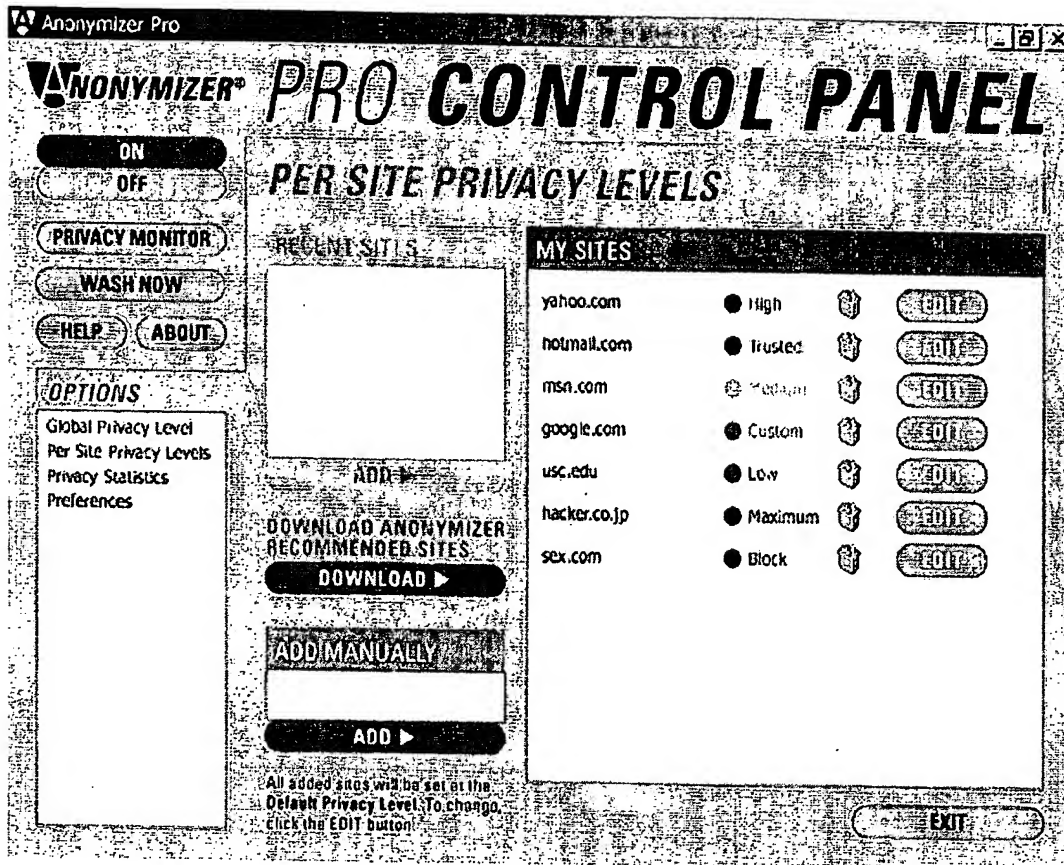 Anonymizer Pro
ANONYMIZER® PRO CONTROL PANEL
ON
OFF
PRIVACY MONITOR
WASH NOW
HELP ABOUT
OPTIONS
Global Privacy Level
Per Site Privacy Levels
Privacy Statistics
Preferences
PER SITE PRIVACY LEVELS
RECENT SITES
ADD ▶
DOWNLOAD ANONYMIZER
RECOMMENDED SITES
DOWNLOAD ▶
ADD MANUALLY
ADD ▶
All added sites will be set at the
Default Privacy Level. To change,
click the EDIT button
MY SITES
yahoo.com High EDIT
hotmail.com Trusted EDIT
msn.com Medium EDIT
google.com Custom EDIT
usc.edu Low EDIT
hacker.co.jp Maximum EDIT
sex.com Block EDIT
EXIT